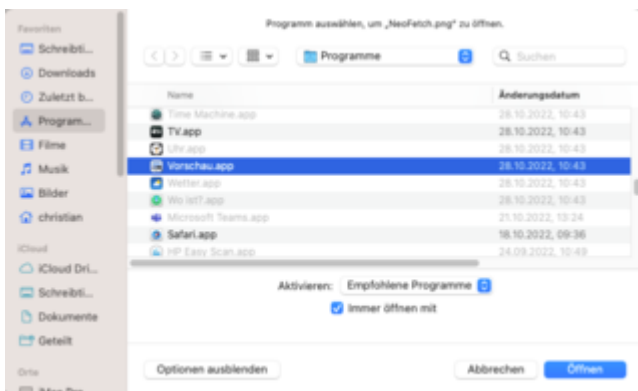 Programm auswählen, um „NeoFetch.png" zu öffnen.
Favoriten
Schreibti...
Downloads
Zuletzt b...
Program...
Filme
Musik
Bilder
christian
iCloud
iCloud Dri...
Schreibti...
Dokumente
Geteilt
Orte
Programme
Suchen
Name Änderungsdatum
Time Machine.app 28.10.2022, 10:43
TV.app 28.10.2022, 10:43
Uhr.app 28.10.2022, 10:43
Vorschau.app 28.10.2022, 10:43
Wetter.app 28.10.2022, 10:43
Wo ist?.app 28.10.2022, 10:43
Microsoft Teams.app 21.10.2022, 13:24
Safari.app 18.10.2022, 09:36
HP Easy Scan.app 24.09.2022, 10:49
Aktivieren: Empfohlene Programme
Immer öffnen mit
Optionen ausblenden Abbrechen Öffnen